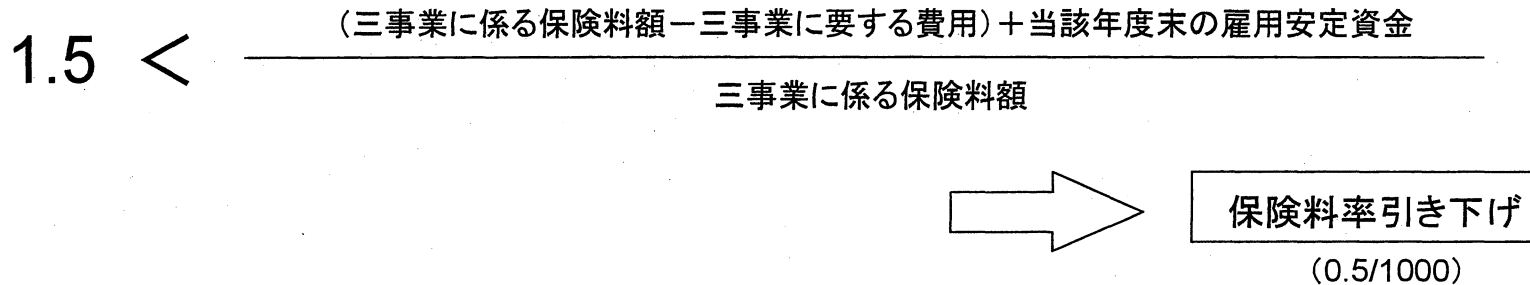 (三事業に係る保険料額－三事業に要する費用)＋当該年度末の雇用安定資金
1.5 ＜
三事業に係る保険料額
保険料率引き下げ
(0.5/1000)